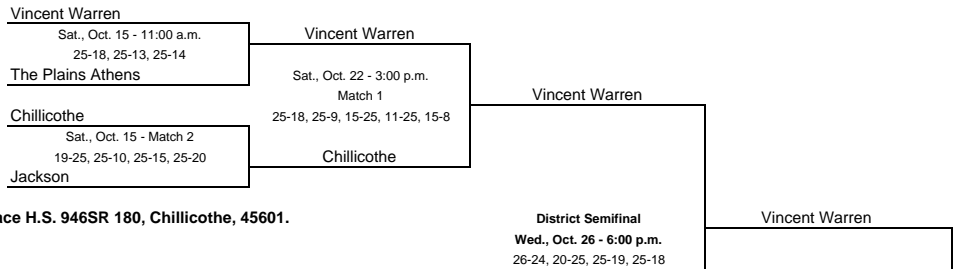 Vincent Warren
Sat., Oct. 15 - 11:00 a.m.
25-18, 25-13, 25-14
The Plains Athens
Vincent Warren
Sat., Oct. 22 - 3:00 p.m.
Match 1
25-18, 25-9, 15-25, 11-25, 15-8
Chillicothe
Chillicothe
Sat., Oct. 15 - Match 2
19-25, 25-10, 25-15, 25-20
Jackson
Vincent Warren
H.S. 946SR 180, Chillicothe, 45601.
District Semifinal
Wed., Oct. 26 - 6:00 p.m.
26-24, 20-25, 25-19, 25-18
Vincent Warren